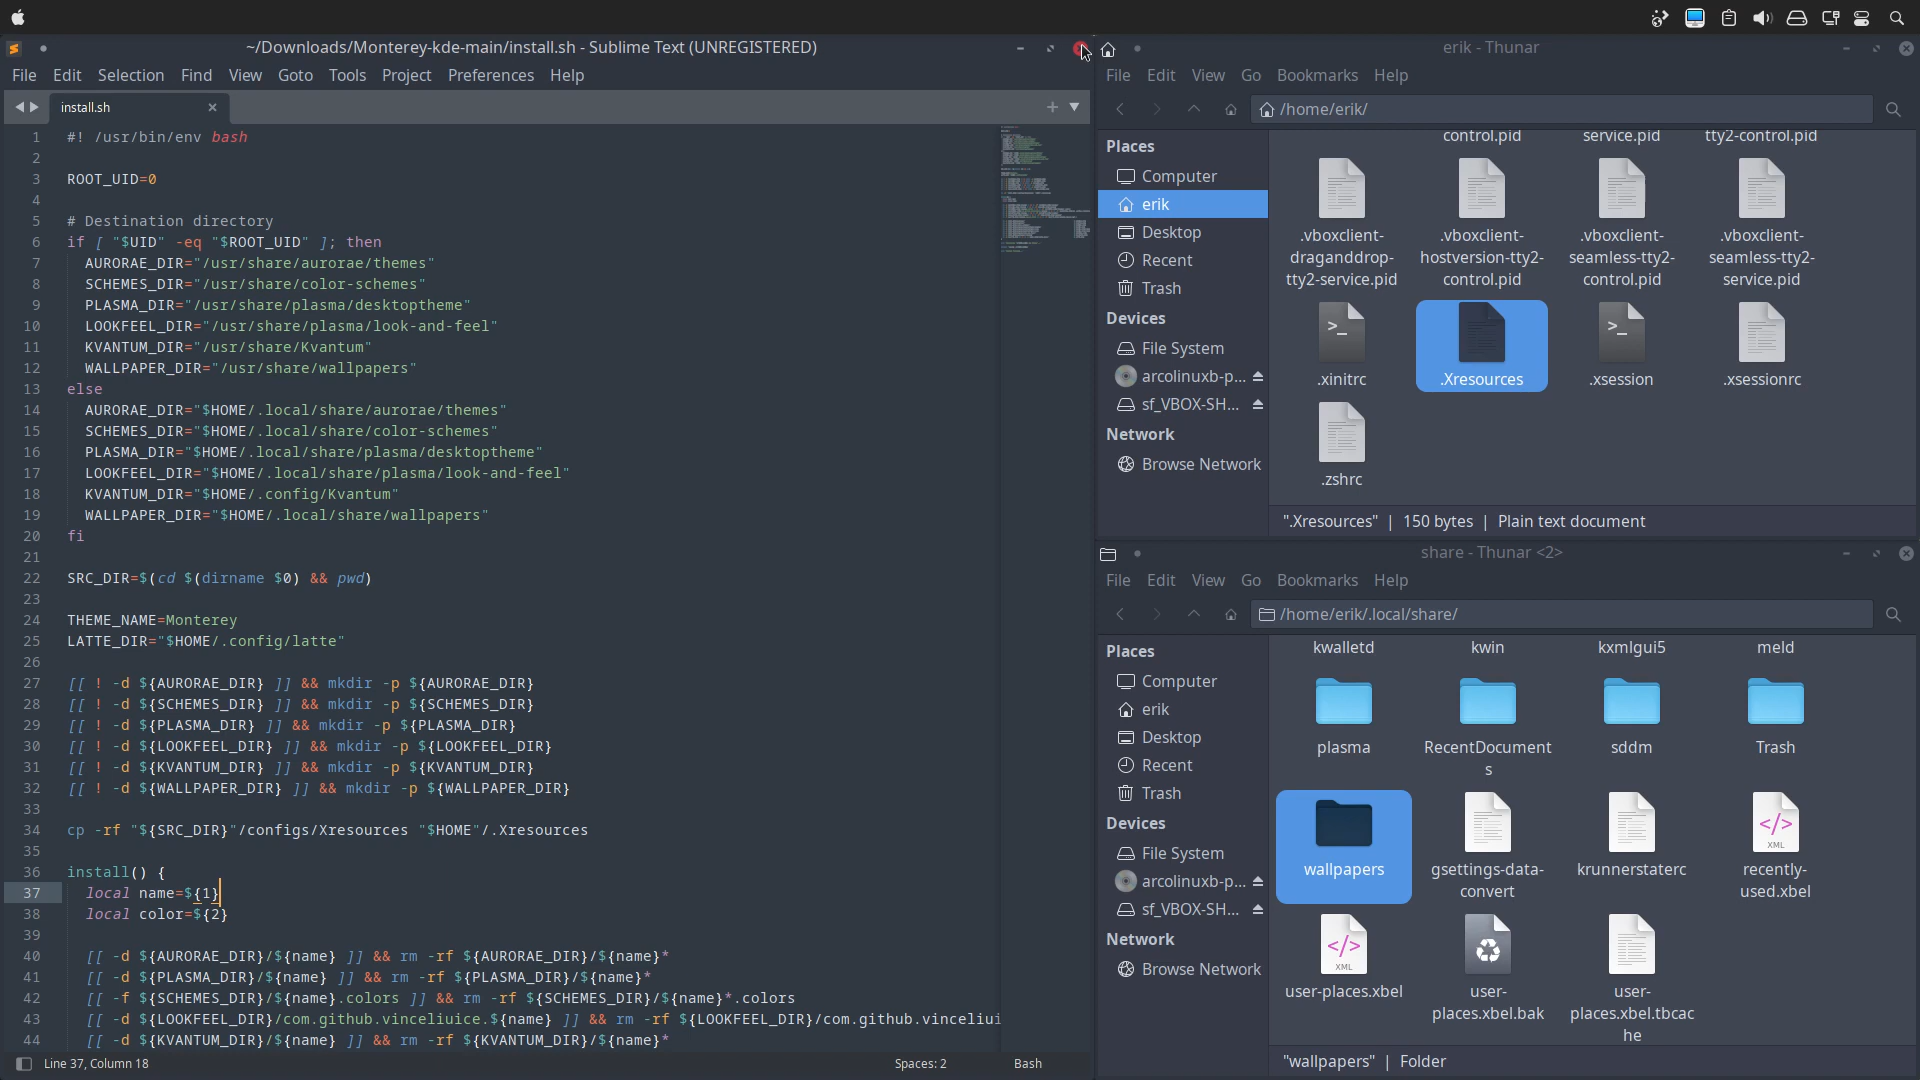 ~/Downloads/Monterey-kde-main/install.sh - Sublime Text (UNREGISTERED)
File Edit Selection Find View Goto Tools Project Preferences Help
install.sh
1 #! /usr/bin/env bash
2
3 ROOT_UID=0
4
5 # Destination directory
6 if [ "$UID" -eq "$ROOT_UID" ]; then
7 AURORAE_DIR="/usr/share/aurorae/themes"
8 SCHEMES_DIR="/usr/share/color-schemes"
9 PLASMA_DIR="/usr/share/plasma/desktoptheme"
10 LOOKFEEL_DIR="/usr/share/plasma/look-and-feel"
11 KVANTUM_DIR="/usr/share/Kvantum"
12 WALLPAPER_DIR="/usr/share/wallpapers"
13 else
14 AURORAE_DIR="$HOME/.local/share/aurorae/themes"
15 SCHEMES_DIR="$HOME/.local/share/color-schemes"
16 PLASMA_DIR="$HOME/.local/share/plasma/desktoptheme"
17 LOOKFEEL_DIR="$HOME/.local/share/plasma/look-and-feel"
18 KVANTUM_DIR="$HOME/.config/Kvantum"
19 WALLPAPER_DIR="$HOME/.local/share/wallpapers"
20 fi
21
22 SRC_DIR=$(cd $(dirname $0) && pwd)
23
24 THEME_NAME=Monterey
25 LATTE_DIR="$HOME/.config/latte"
26
27 [[ ! -d ${AURORAE_DIR} ]] && mkdir -p ${AURORAE_DIR}
28 [[ ! -d ${SCHEMES_DIR} ]] && mkdir -p ${SCHEMES_DIR}
29 [[ ! -d ${PLASMA_DIR} ]] && mkdir -p ${PLASMA_DIR}
30 [[ ! -d ${LOOKFEEL_DIR} ]] && mkdir -p ${LOOKFEEL_DIR}
31 [[ ! -d ${KVANTUM_DIR} ]] && mkdir -p ${KVANTUM_DIR}
32 [[ ! -d ${WALLPAPER_DIR} ]] && mkdir -p ${WALLPAPER_DIR}
33
34 cp -rf "${SRC_DIR}"/configs/Xresources "$HOME"/.Xresources
35
36 install() {
37 local name=${1}
38 local color=${2}
39
40 [[ -d ${AURORAE_DIR}/${name} ]] && rm -rf ${AURORAE_DIR}/${name}*
41 [[ -d ${PLASMA_DIR}/${name} ]] && rm -rf ${PLASMA_DIR}/${name}*
42 [[ -f ${SCHEMES_DIR}/${name}.colors ]] && rm -rf ${SCHEMES_DIR}/${name}*.colors
43 [[ -d ${LOOKFEEL_DIR}/com.github.vinceliuice.${name} ]] && rm -rf ${LOOKFEEL_DIR}/com.github.vinceliui
44 [[ -d ${KVANTUM_DIR}/${name} ]] && rm -rf ${KVANTUM_DIR}/${name}*
Line 37, Column 18
Spaces: 2
Bash
erik - Thunar
File Edit View Go Bookmarks Help
/home/erik/
Places
Computer
erik
Desktop
Recent
Trash
Devices
File System
arcolinuxb-p...
sf_VBOX-SH...
Network
Browse Network
control.pid
service.pid
tty2-control.pid
.vboxclient-
draganddrop-
tty2-service.pid
.vboxclient-
hostversion-tty2-
control.pid
.vboxclient-
seamless-tty2-
control.pid
.vboxclient-
seamless-tty2-
service.pid
.xinitrc
.Xresources
.xsession
.xsessionrc
.zshrc
".Xresources" | 150 bytes | Plain text document
share - Thunar <2>
File Edit View Go Bookmarks Help
/home/erik/.local/share/
Places
Computer
erik
Desktop
Recent
Trash
Devices
File System
arcolinuxb-p...
sf_VBOX-SH...
Network
Browse Network
kwalletd
kwin
kxmlgui5
meld
plasma
RecentDocument
s
sddm
Trash
wallpapers
gsettings-data-
convert
krunnerstaterc
XML
recently-
used.xbel
XML
user-places.xbel
user-
places.xbel.bak
user-
places.xbel.tbcac
he
"wallpapers" | Folder